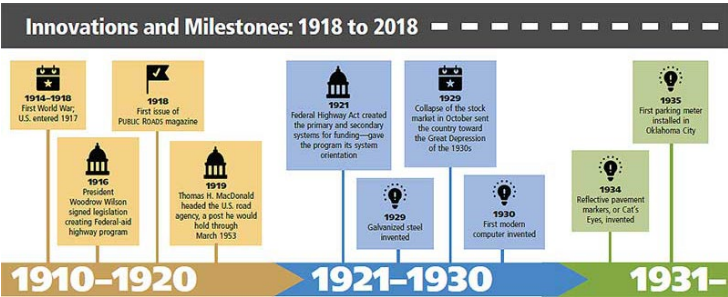 Innovations and Milestones: 1918 to 2018
1914–1918
First World War;
U.S. entered 1917
1916
President
Woodrow Wilson
signed legislation
creating Federal-aid
highway program
1918
First issue of
PUBLIC ROADS magazine
1919
Thomas H. MacDonald
headed the U.S. road
agency, a post he would
hold through
March 1953
1921
Federal Highway Act created
the primary and secondary
systems for funding—gave
the program its system
orientation
1929
Galvanized steel
invented
1929
Collapse of the stock
market in October sent
the country toward
the Great Depression
of the 1930s
1930
First modern
computer invented
1934
Reflective pavement
markers, or Cat's
Eyes, invented
1935
First parking meter
installed in
Oklahoma City
1910–1920
1921–1930
1931–